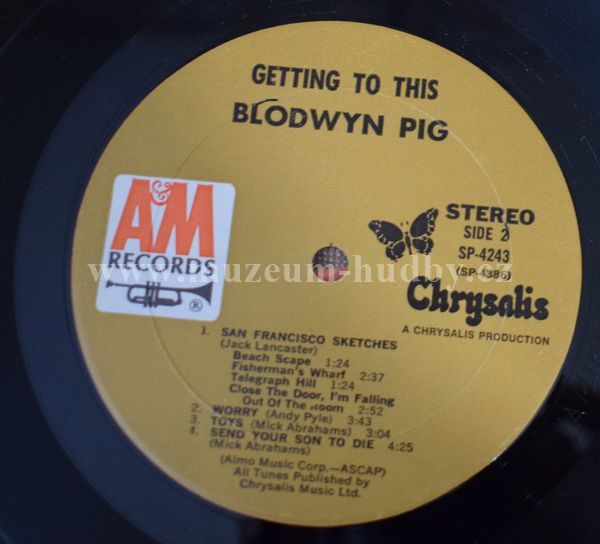 GETTING TO THIS
BLODWYN PIG
A&M
RECORDS
®
STEREO
SIDE 2
SP-4243
(SP-4386)
Chrysalis
A CHRYSALIS PRODUCTION
www.muzeum-hudby.cz
1. SAN FRANCISCO SKETCHES
(Jack Lancaster)
Beach Scape 1:24
Fisherman's Wharf 2:37
Telegraph Hill 1:24
Close The Door, I'm Falling
Out Of The Room 2:52
2. WORRY (Andy Pyle) 3:43
3. TOYS (Mick Abrahams) 3:04
4. SEND YOUR SON TO DIE 4:25
(Mick Abrahams)
(Almo Music Corp.—ASCAP)
All Tunes Published by
Chrysalis Music Ltd.